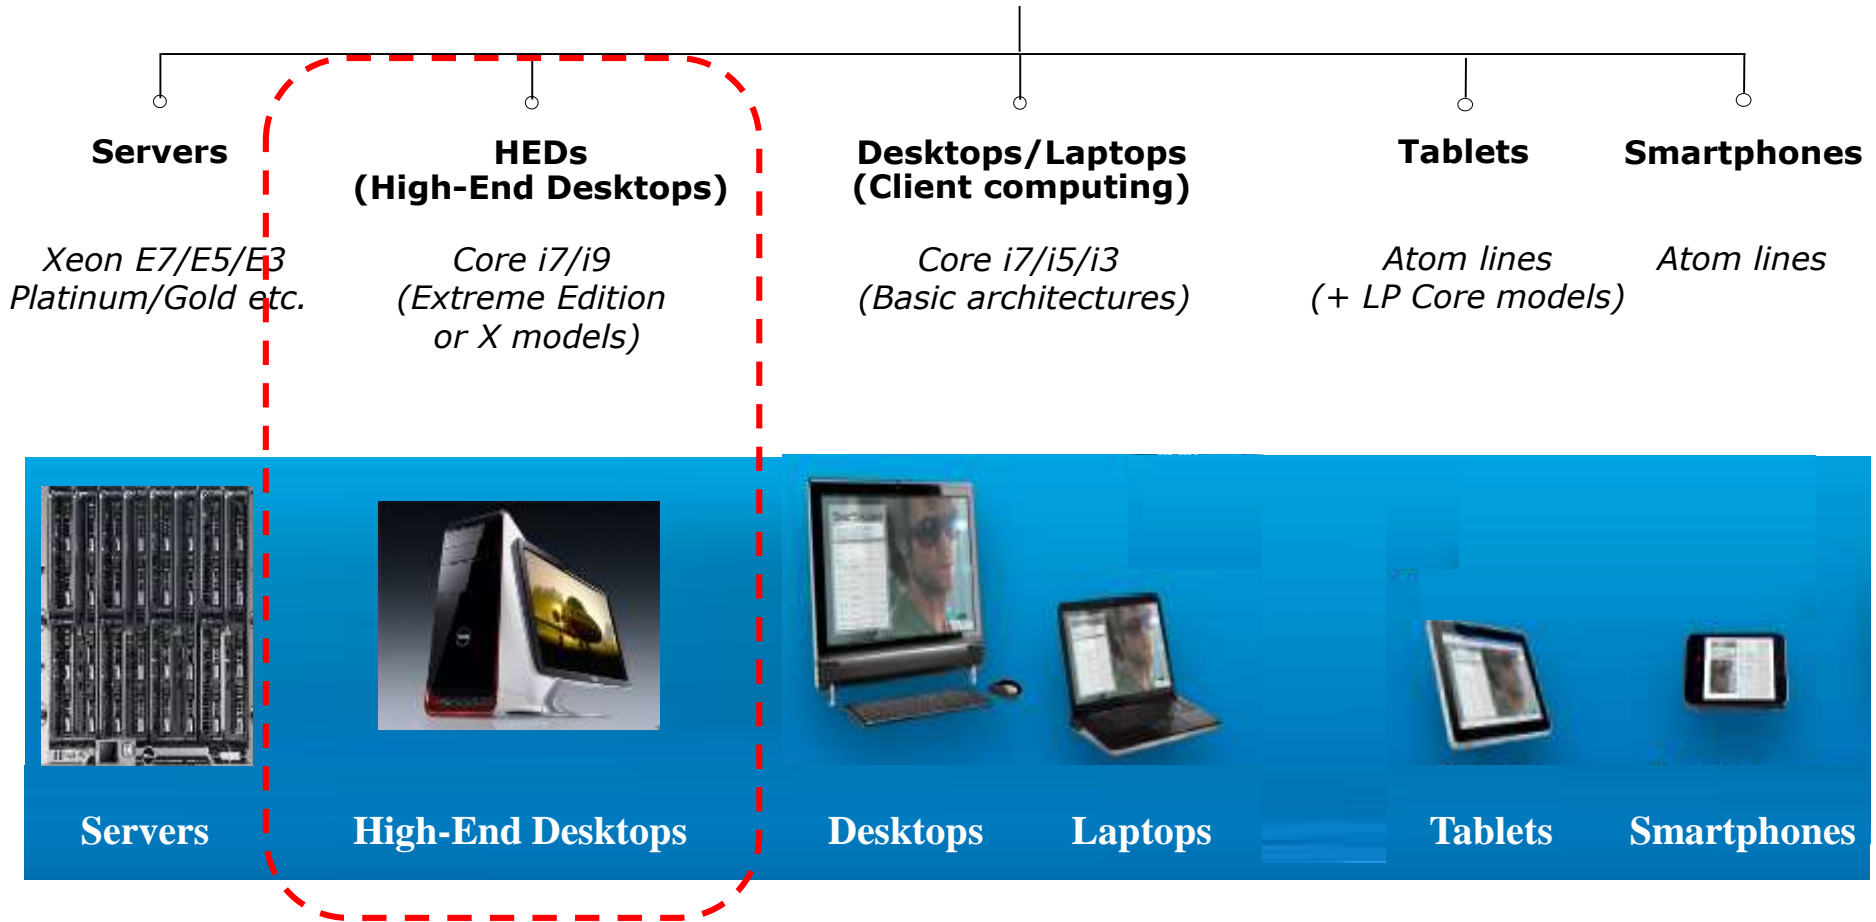 Servers
HEDs
(High-End Desktops)
Desktops/Laptops
(Client computing)
Tablets
Smartphones
Xeon E7/E5/E3
Platinum/Gold etc.
Core i7/i9
(Extreme Edition
or X models)
Core i7/i5/i3
(Basic architectures)
Atom lines
(+ LP Core models)
Atom lines
Servers
High-End Desktops
Desktops
Laptops
Tablets
Smartphones